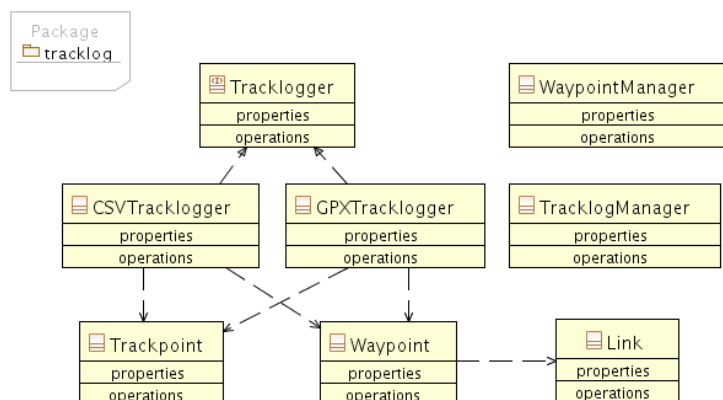 Package
tracklog
Tracklogger
properties
operations
WaypointManager
properties
operations
CSVTracklogger
properties
operations
GPXTracklogger
properties
operations
TracklogManager
properties
operations
Trackpoint
properties
operations
Waypoint
properties
operations
Link
properties
operations